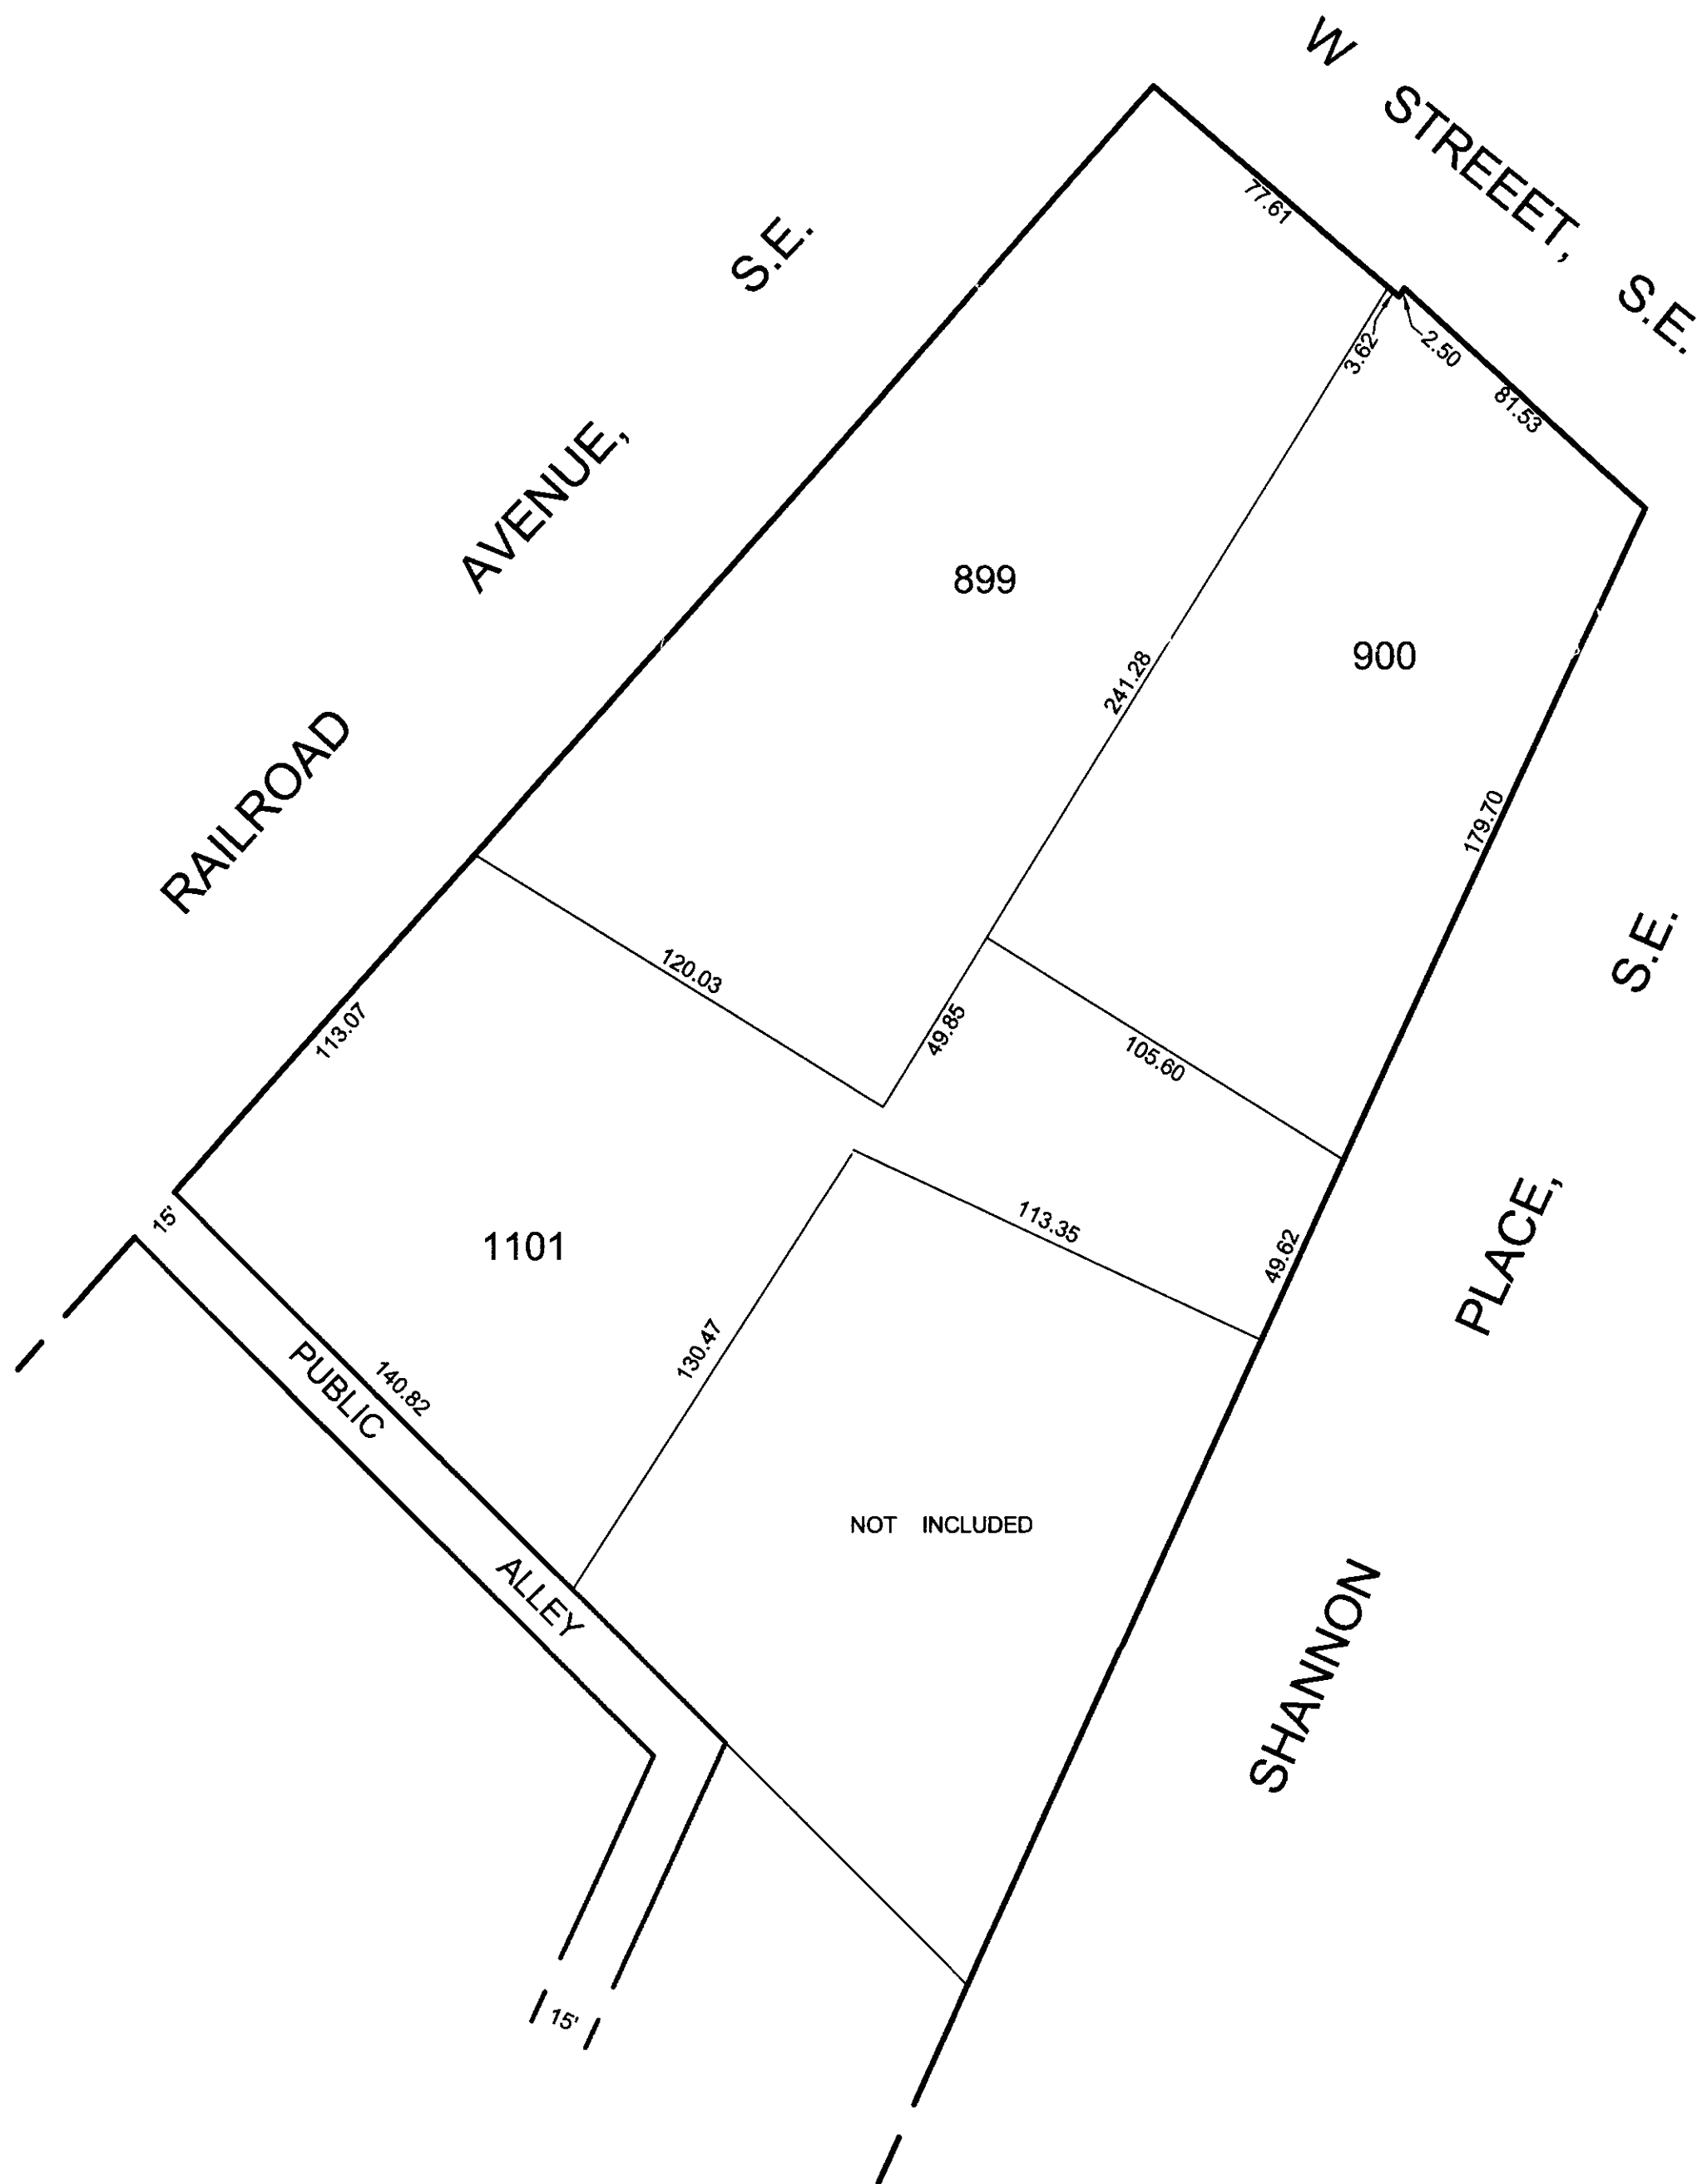 W STREEET, S.E.
77.61
S.E.
3.62
2.50
81.53
AVENUE,
899
900
241.28
RAILROAD
179.70
S.E.
120.03
113.07
49.85
105.60
PLACE,
15'
113.35
1101
49.62
130.47
PUBLIC
140.82
NOT INCLUDED
ALLEY
SHANNON
15'